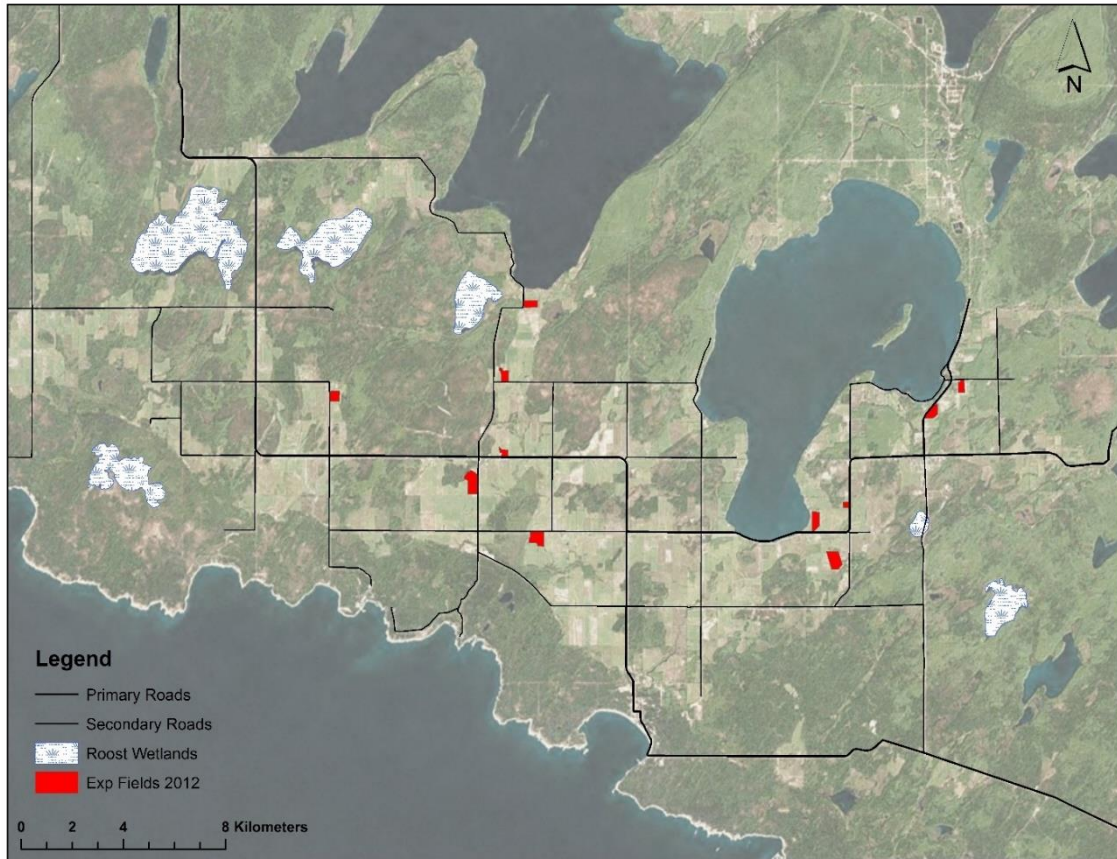 N
Legend
Primary Roads
Secondary Roads
Roost Wetlands
Exp Fields 2012
0 2 4 8 Kilometers